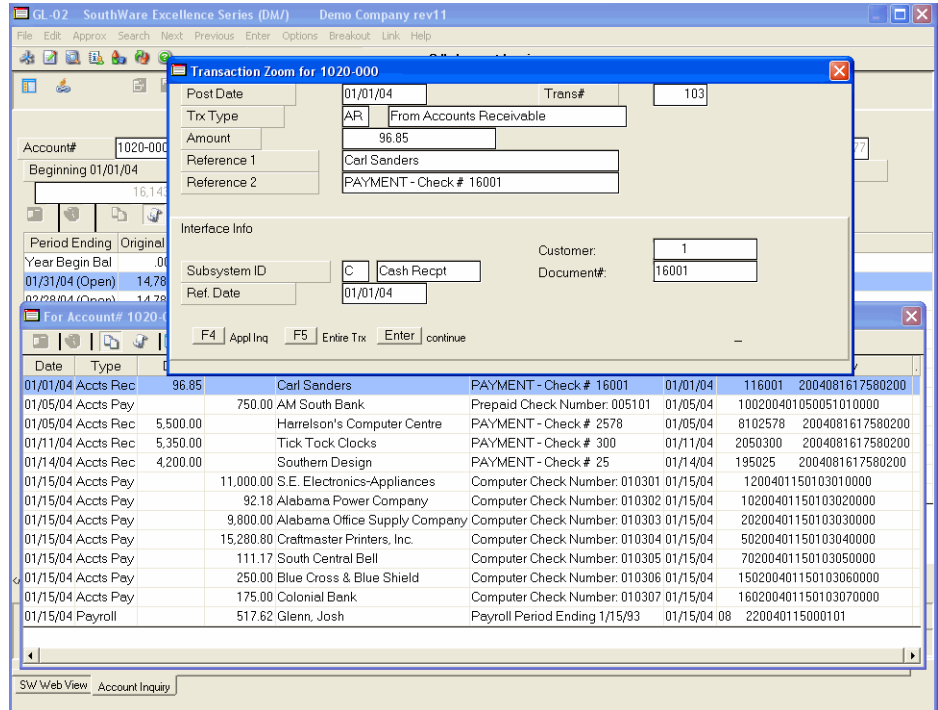 GL-02 SouthWare Excellence Series (DM/) Demo Company rev11
File Edit Approx Search Next Previous Enter Options Breakout Link Help
Transaction Zoom for 1020-000
Post Date 01/01/04 Trans# 103
Trx Type AR From Accounts Receivable
Amount 96.85
Reference 1 Carl Sanders
Reference 2 PAYMENT - Check # 16001
Account# 1020-000
Beginning 01/01/04
16,143
Interface Info
Customer: 1
Subsystem ID C Cash Recpt Document#: 16001
Ref. Date 01/01/04
F4 Appl Inq F5 Entire Trx Enter continue
Period Ending Original
Year Begin Bal .00
01/31/04 (Open) 14,78
02/28/04 (Open) 14,78
For Account# 1020-0
Date Type
01/01/04 Accts Rec 96.85 Carl Sanders PAYMENT - Check # 16001 01/01/04 116001 2004081617580200
01/05/04 Accts Pay 750.00 AM South Bank Prepaid Check Number: 005101 01/05/04 100200401050051010000
01/05/04 Accts Rec 5,500.00 Harrelson's Computer Centre PAYMENT - Check # 2578 01/05/04 8102578 2004081617580200
01/11/04 Accts Rec 5,350.00 Tick Tock Clocks PAYMENT - Check # 300 01/11/04 2050300 2004081617580200
01/14/04 Accts Rec 4,200.00 Southern Design PAYMENT - Check # 25 01/14/04 195025 2004081617580200
01/15/04 Accts Pay 11,000.00 S.E. Electronics-Appliances Computer Check Number: 010301 01/15/04 1200401150103010000
01/15/04 Accts Pay 92.18 Alabama Power Company Computer Check Number: 010302 01/15/04 10200401150103020000
01/15/04 Accts Pay 9,800.00 Alabama Office Supply Company Computer Check Number: 010303 01/15/04 20200401150103030000
01/15/04 Accts Pay 15,280.80 Craftmaster Printers, Inc. Computer Check Number: 010304 01/15/04 50200401150103040000
01/15/04 Accts Pay 111.17 South Central Bell Computer Check Number: 010305 01/15/04 70200401150103050000
01/15/04 Accts Pay 250.00 Blue Cross & Blue Shield Computer Check Number: 010306 01/15/04 150200401150103060000
01/15/04 Accts Pay 175.00 Colonial Bank Computer Check Number: 010307 01/15/04 160200401150103070000
01/15/04 Payroll 517.62 Glenn, Josh Payroll Period Ending 1/15/93 01/15/04 08 220040115000101
SW Web View Account Inquiry